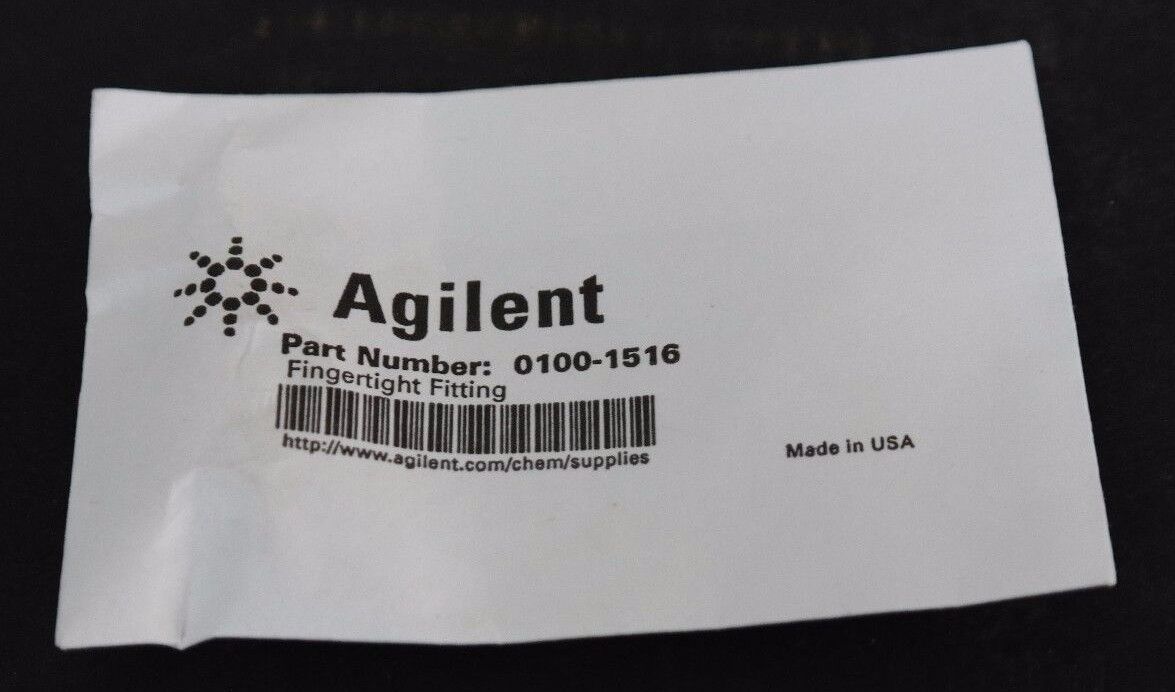 Agilent
Part Number: 0100-1516
Fingertight Fitting
http://www.agilent.com/chem/supplies
Made in USA